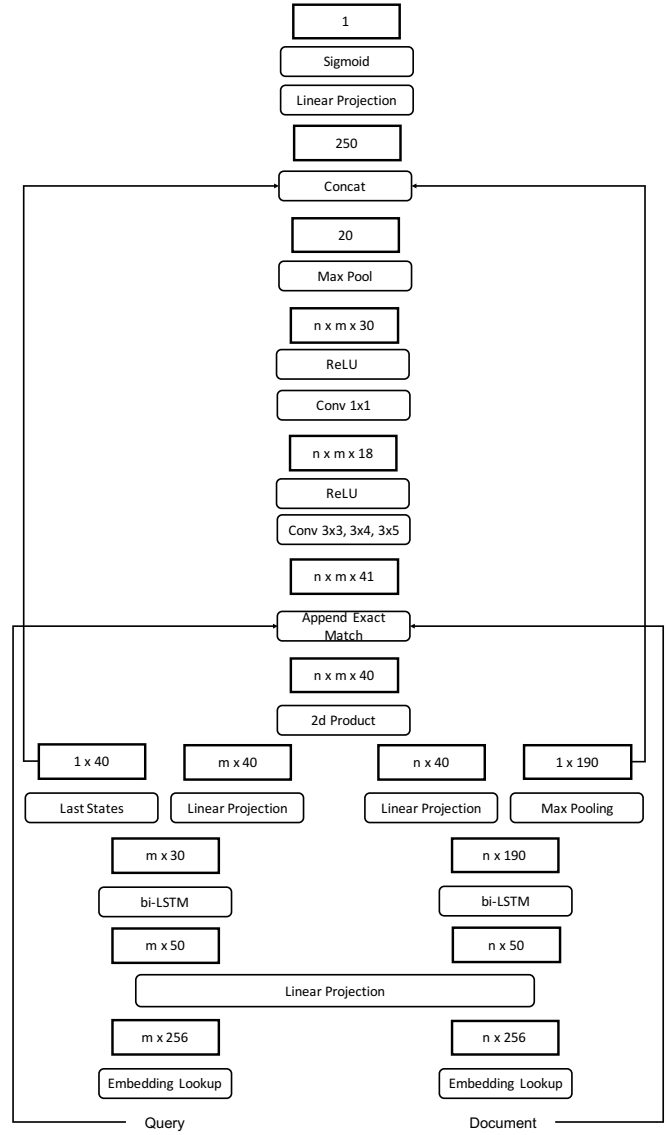 1
Sigmoid
Linear Projection
250
Concat
20
Max Pool
n x m x 30
ReLU
Conv 1x1
n x m x 18
ReLU
Conv 3x3, 3x4, 3x5
n x m x 41
Append Exact
Match
n x m x 40
2d Product
1 x 40
m x 40
n x 40
1 x 190
Last States
Linear Projection
Linear Projection
Max Pooling
m x 30
n x 190
bi-LSTM
bi-LSTM
m x 50
n x 50
Linear Projection
m x 256
n x 256
Embedding Lookup
Embedding Lookup
Query
Document